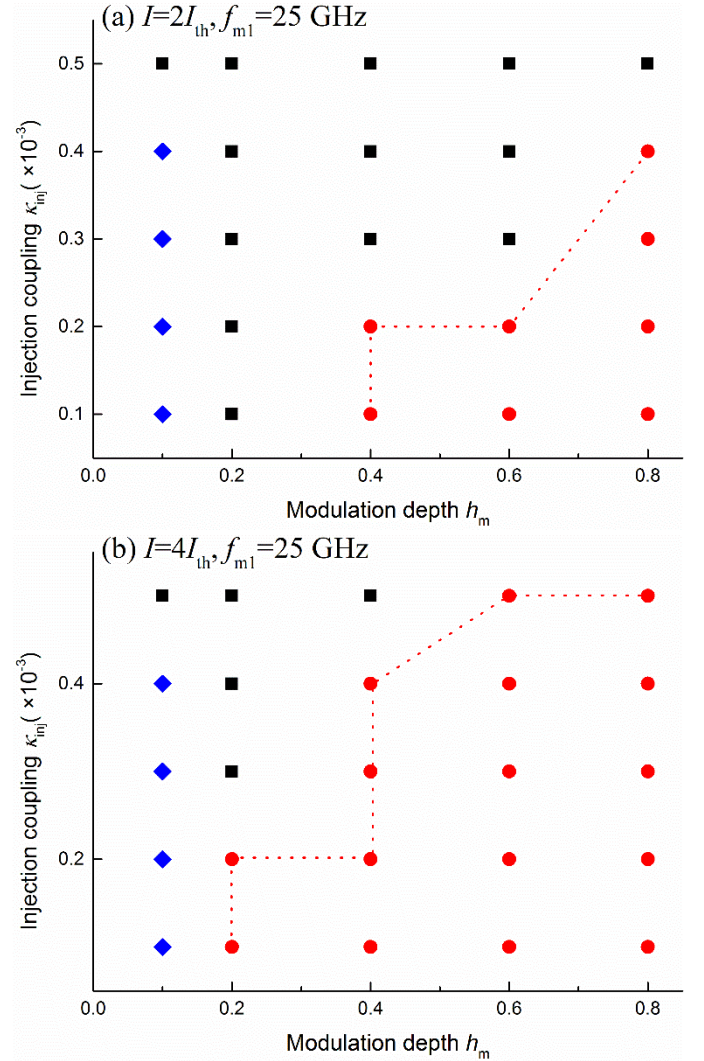 (a) I=2Ith, fm1=25 GHz
0.5
0.4
0.3
0.2
0.1
Injection coupling κinj( ×10-3)
0.0 0.2 0.4 0.6 0.8
Modulation depth hm
(b) I=4Ith, fm1=25 GHz
0.4
0.2
Injection coupling κinj( ×10-3)
0.0 0.2 0.4 0.6 0.8
Modulation depth hm